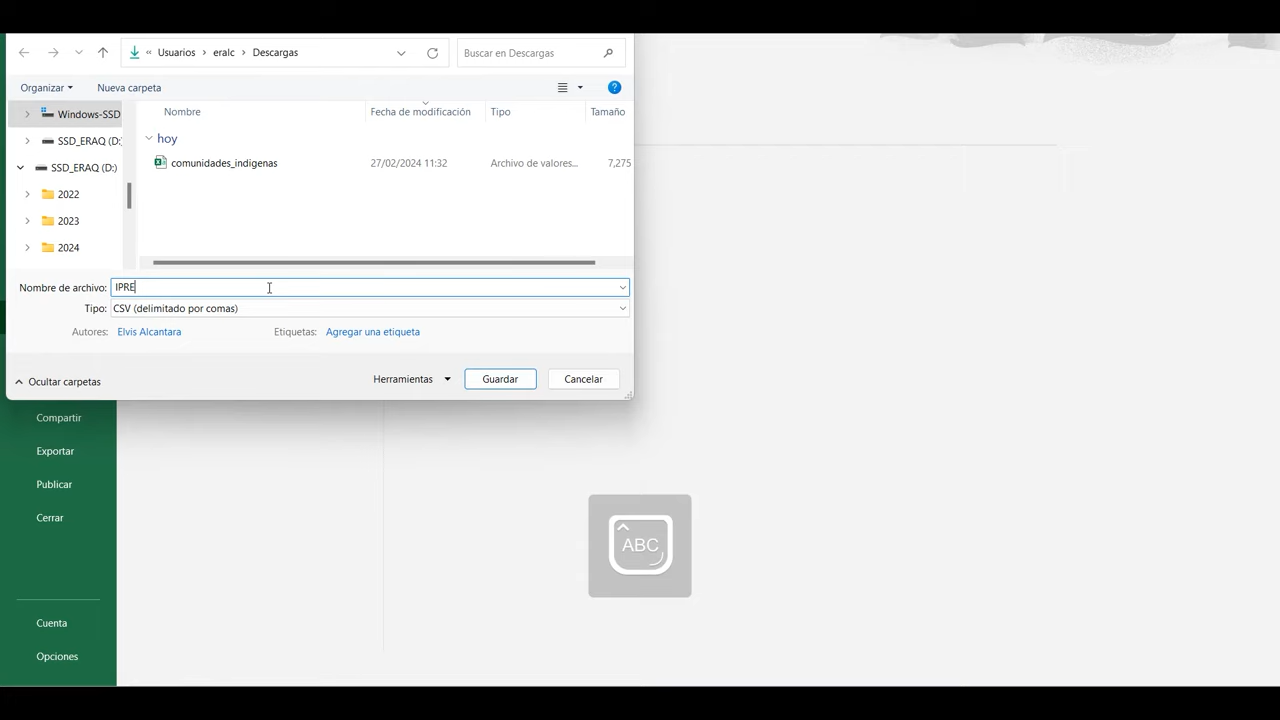 « Usuarios › eralc › Descargas
Buscar en Descargas
Organizar
Nueva carpeta
?
Windows-SSD
SSD_ERAQ (D:
SSD_ERAQ (D:)
2022
2023
2024
Nombre
Fecha de modificación
Tipo
Tamaño
hoy
comunidades_indigenas
27/02/2024 11:32
Archivo de valores...
7,275
Nombre de archivo: IPRE
Tipo: CSV (delimitado por comas)
Autores: Elvis Alcantara
Etiquetas: Agregar una etiqueta
Ocultar carpetas
Herramientas
Guardar
Cancelar
Compartir
Exportar
Publicar
Cerrar
ABC
Cuenta
Opciones